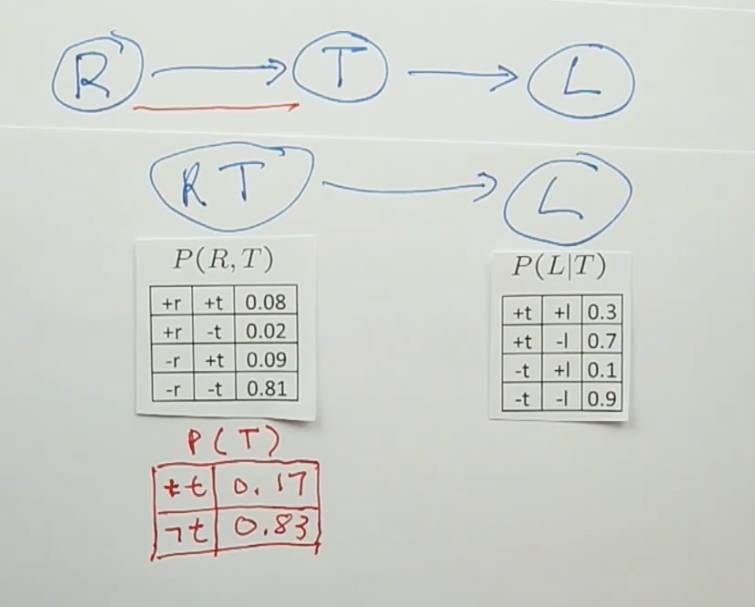 R T L
RT L
P(R,T) P(L|T)
+r +t 0.08
+r -t 0.02
-r +t 0.09
-r -t 0.81
+t +l 0.3
+t -l 0.7
-t +l 0.1
-t -l 0.9
P(T)
+t 0.17
¬t 0.83